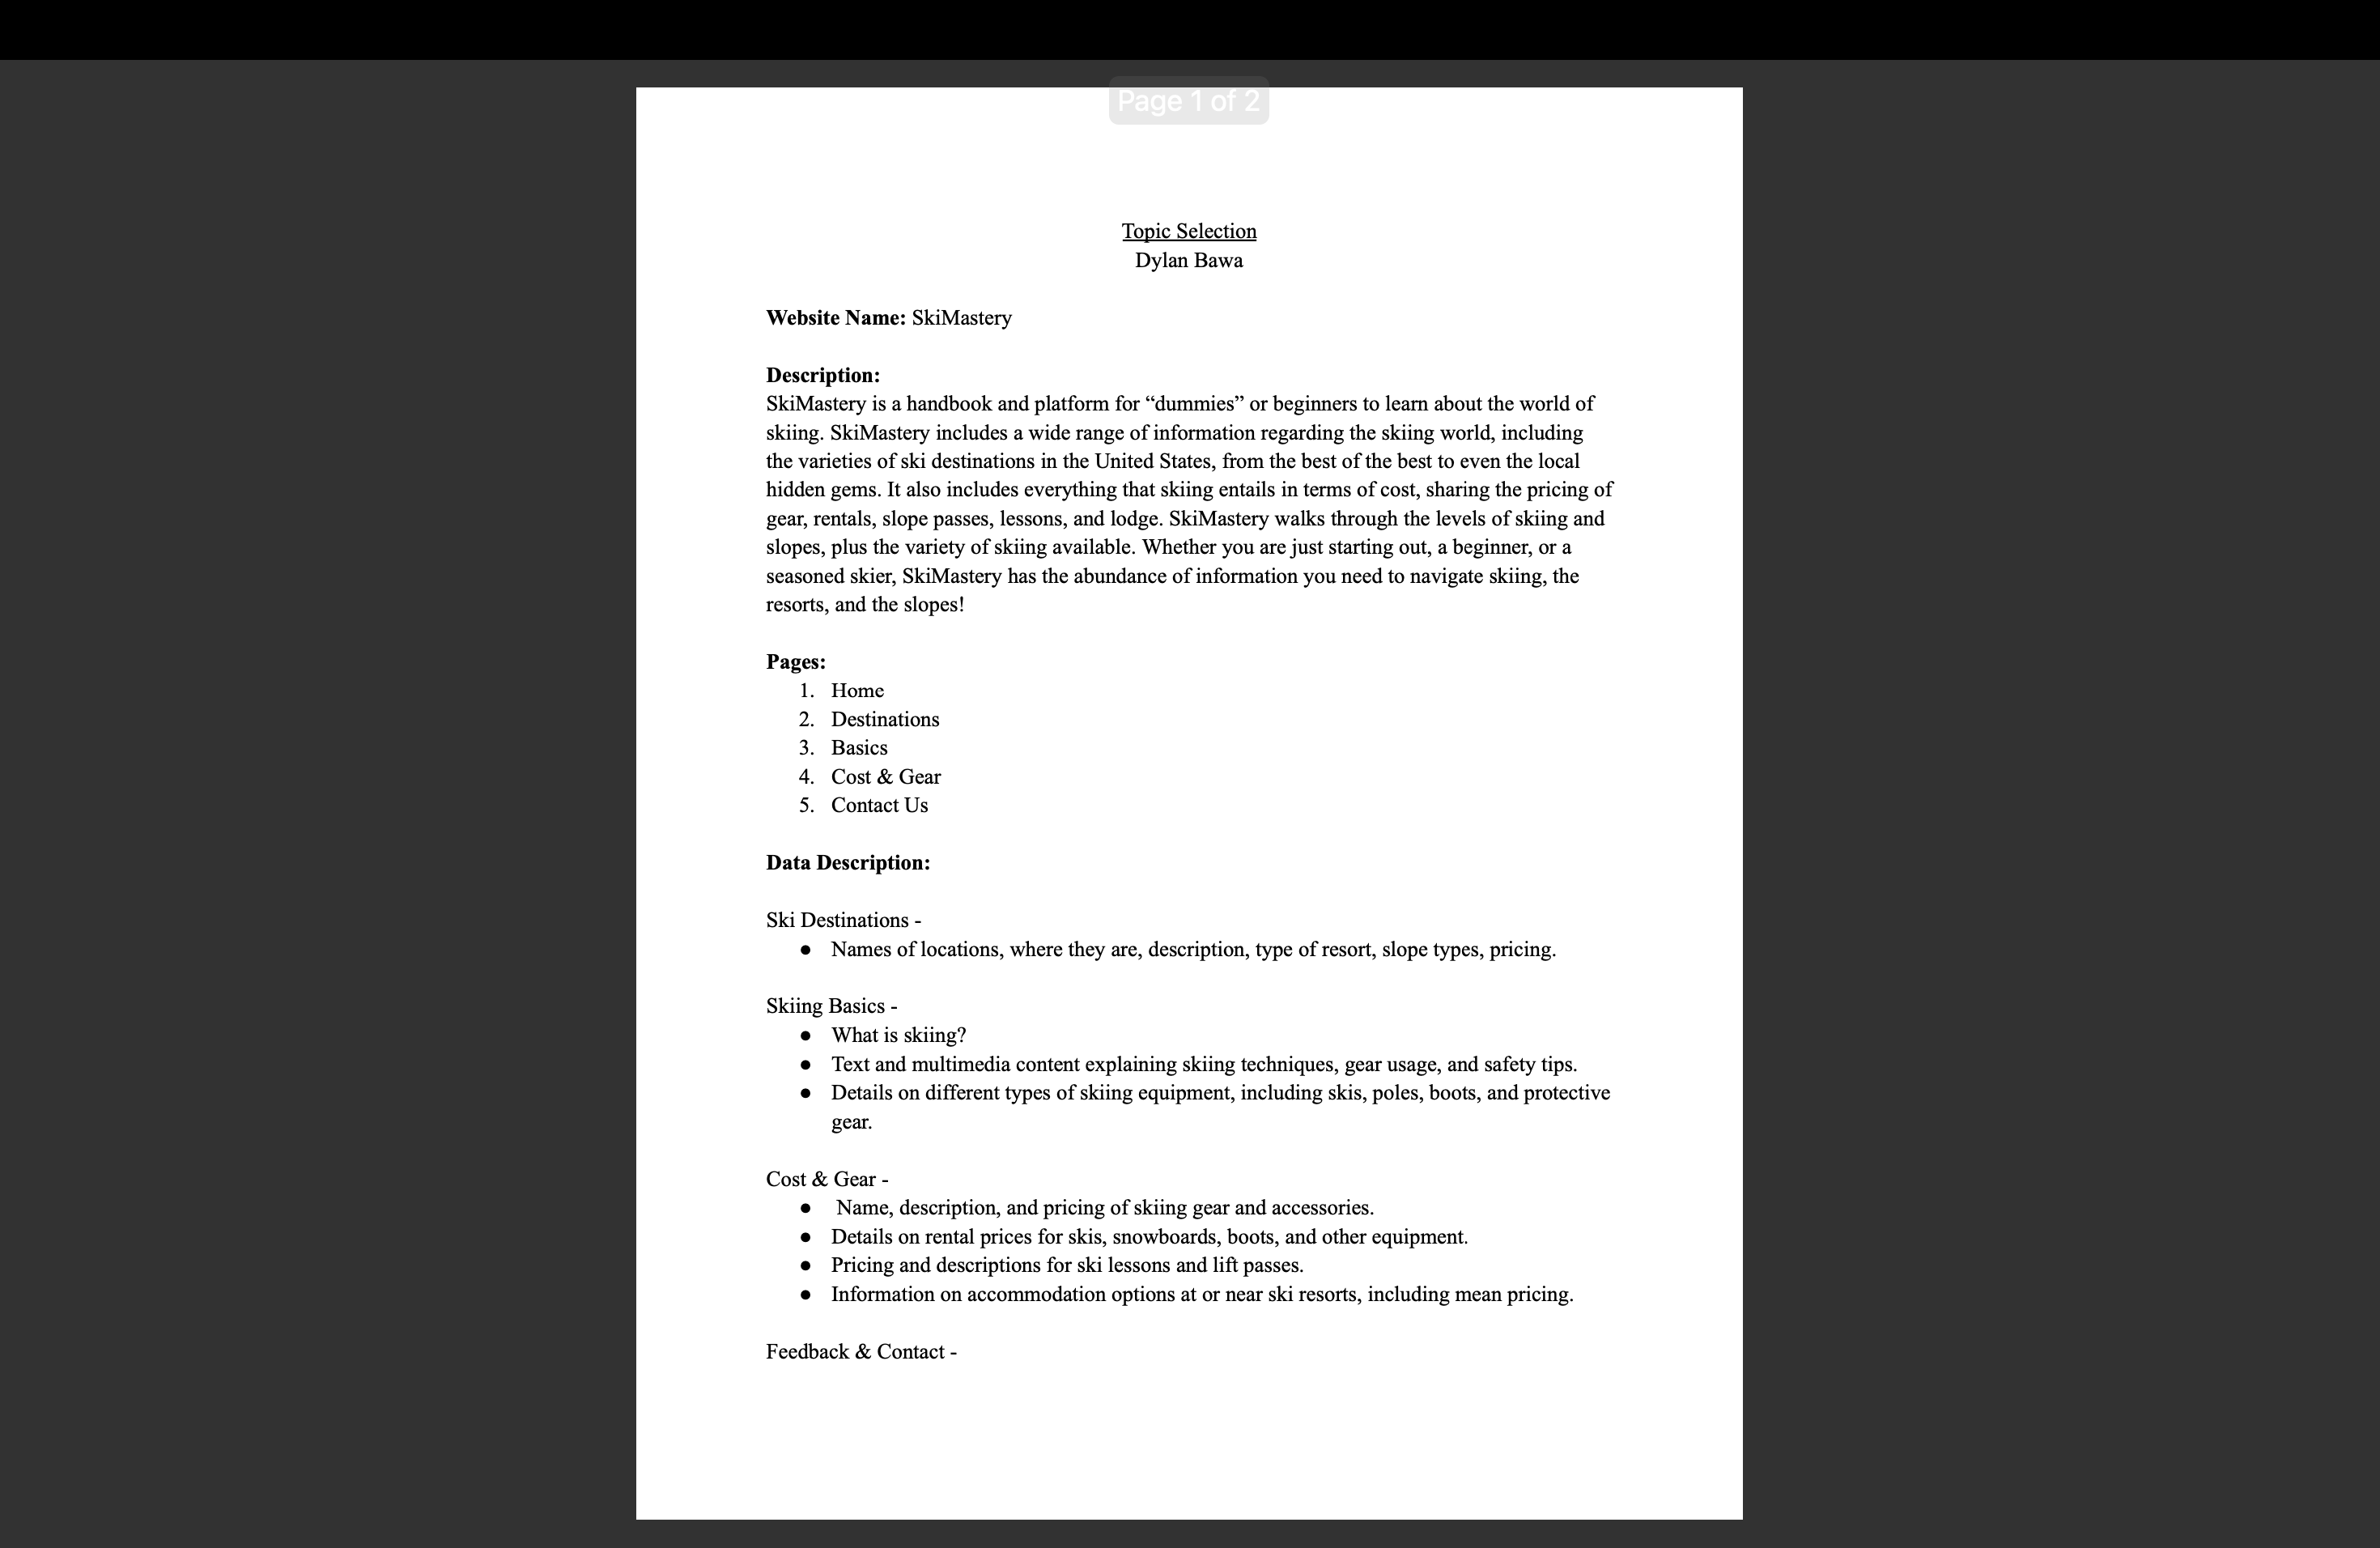 Page 1 of 2
Topic Selection
Dylan Bawa
Website Name: SkiMastery
Description:
SkiMastery is a handbook and platform for “dummies” or beginners to learn about the world of
skiing. SkiMastery includes a wide range of information regarding the skiing world, including
the varieties of ski destinations in the United States, from the best of the best to even the local
hidden gems. It also includes everything that skiing entails in terms of cost, sharing the pricing of
gear, rentals, slope passes, lessons, and lodge. SkiMastery walks through the levels of skiing and
slopes, plus the variety of skiing available. Whether you are just starting out, a beginner, or a
seasoned skier, SkiMastery has the abundance of information you need to navigate skiing, the
resorts, and the slopes!
Pages:
1. Home
2. Destinations
3. Basics
4. Cost & Gear
5. Contact Us
Data Description:
Ski Destinations -
● Names of locations, where they are, description, type of resort, slope types, pricing.
Skiing Basics -
● What is skiing?
● Text and multimedia content explaining skiing techniques, gear usage, and safety tips.
● Details on different types of skiing equipment, including skis, poles, boots, and protective
gear.
Cost & Gear -
● Name, description, and pricing of skiing gear and accessories.
● Details on rental prices for skis, snowboards, boots, and other equipment.
● Pricing and descriptions for ski lessons and lift passes.
● Information on accommodation options at or near ski resorts, including mean pricing.
Feedback & Contact -